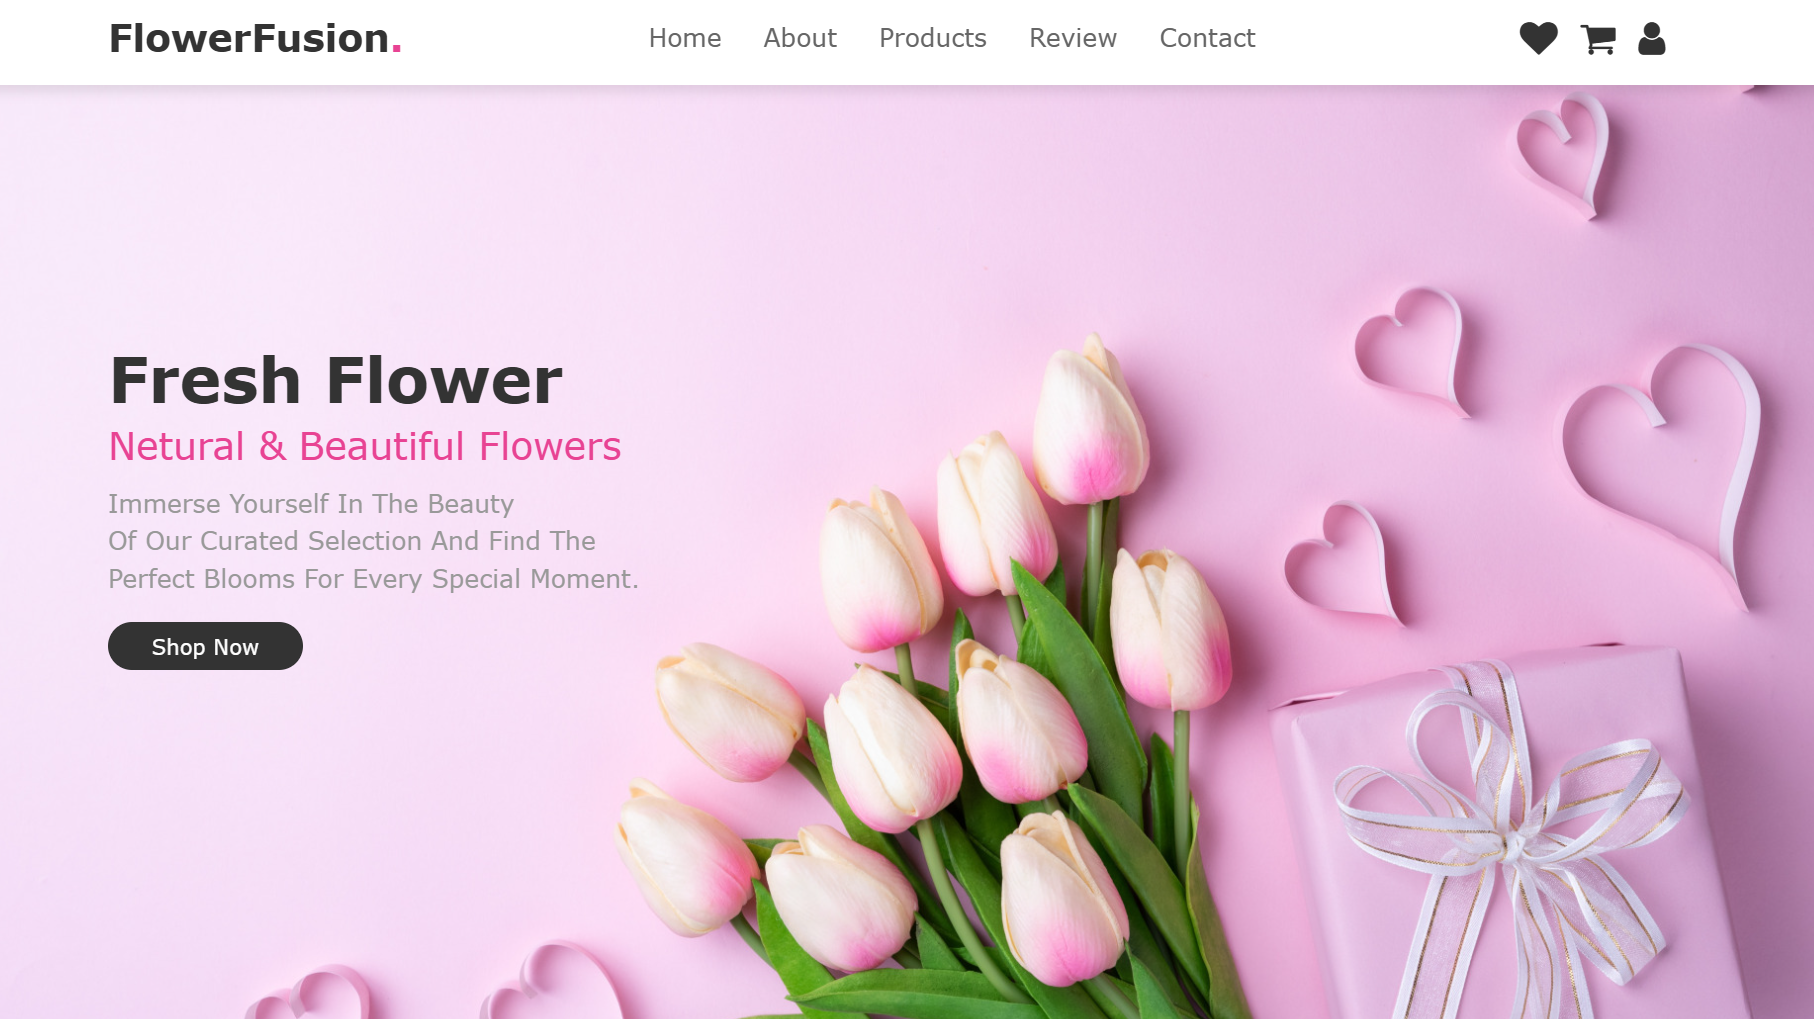 FlowerFusion.
Home About Products Review Contact
Fresh Flower
Netural & Beautiful Flowers
Immerse Yourself In The Beauty
Of Our Curated Selection And Find The
Perfect Blooms For Every Special Moment.
Shop Now